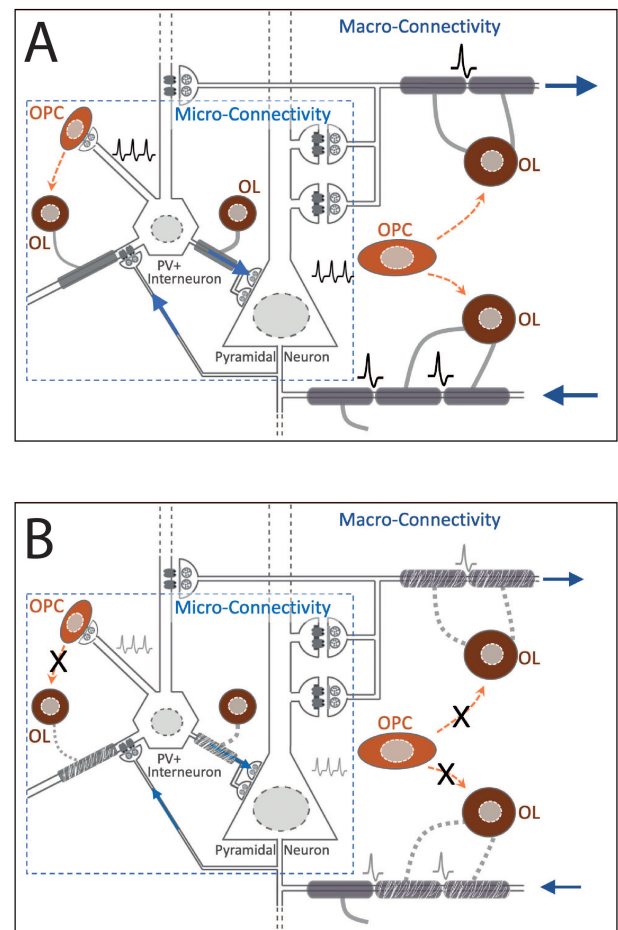 A
Macro-Connectivity
OPC
Micro-Connectivity
OL
OL
OL
OPC
PV+
Interneuron
OL
Pyramidal Neuron
B
Macro-Connectivity
OPC
Micro-Connectivity
X
OL
OL
X
OPC
PV+
Interneuron
X
OL
Pyramidal Neuron